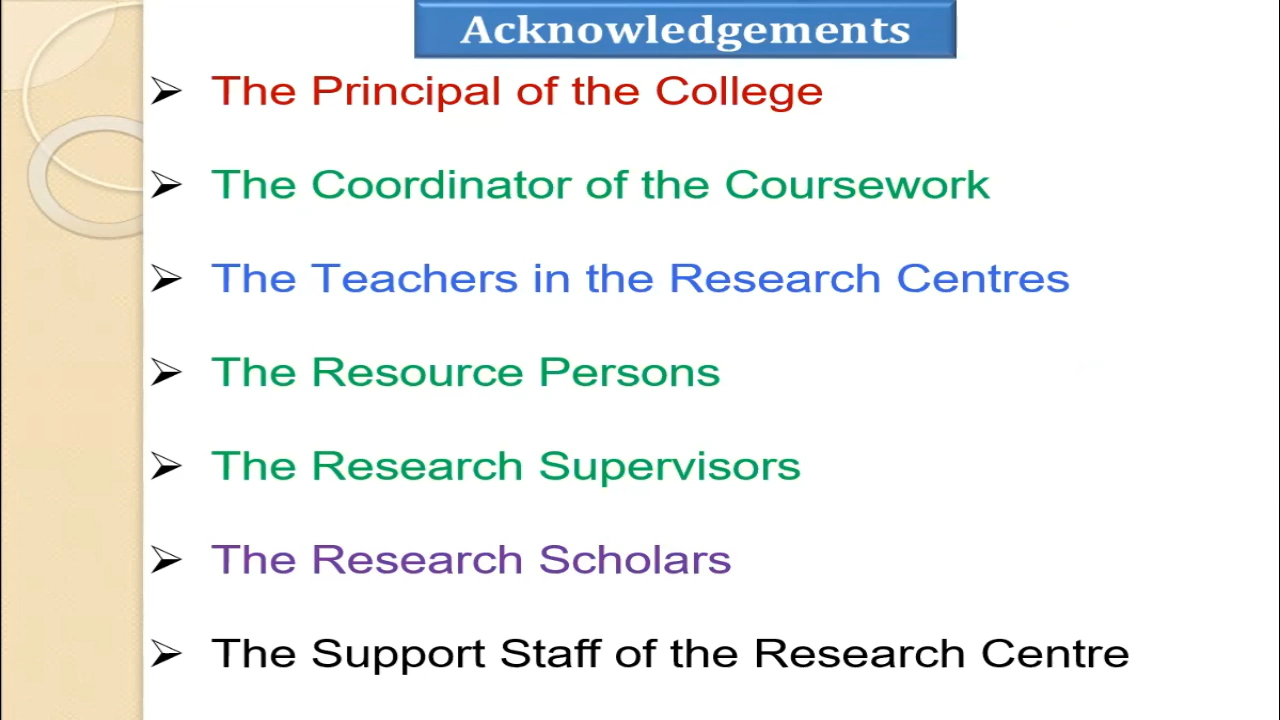 Acknowledgements
The Principal of the College
The Coordinator of the Coursework
The Teachers in the Research Centres
The Resource Persons
The Research Supervisors
The Research Scholars
The Support Staff of the Research Centre